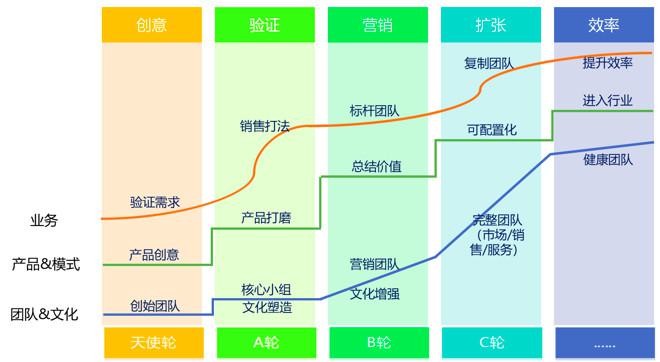 创意
验证
营销
扩张
效率
复制团队
提升效率
标杆团队
进入行业
销售打法
可配置化
总结价值
健康团队
验证需求
业务
产品打磨
完整团队
（市场/销
售/服务）
产品创意
产品&模式
营销团队
核心小组
文化增强
创始团队
文化塑造
团队&文化
天使轮
A轮
B轮
C轮
......